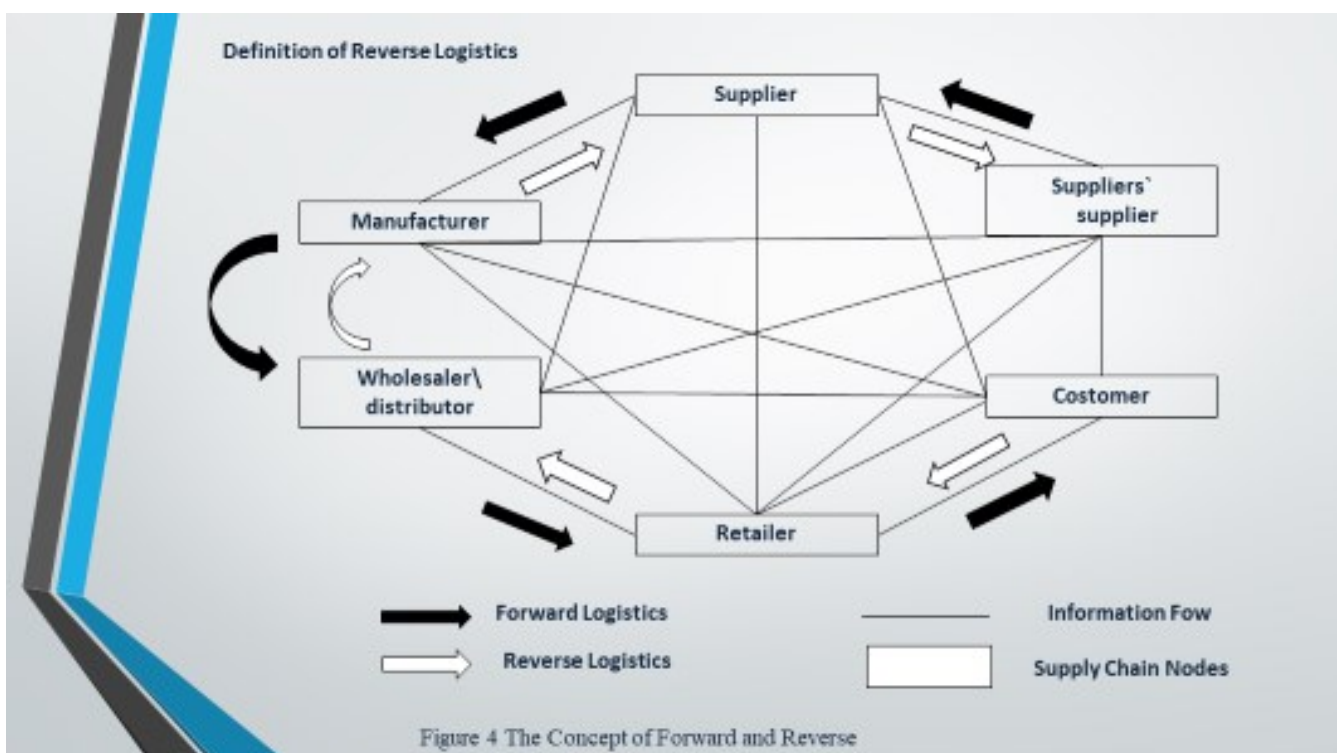 Definition of Reverse Logistics
Supplier
Suppliers`
supplier
Manufacturer
Wholesaler\
distributor
Costomer
Retailer
Forward Logistics
Information Fow
Reverse Logistics
Supply Chain Nodes
Figure 4 The Concept of Forward and Reverse